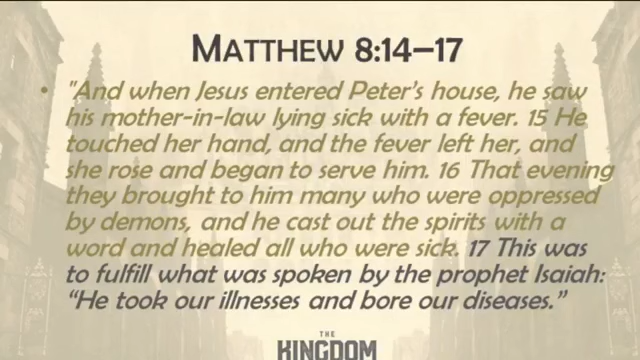 MATTHEW 8:14–17
• "And when Jesus entered Peter's house, he saw
his mother-in-law lying sick with a fever. 15 He
touched her hand, and the fever left her, and
she rose and began to serve him. 16 That evening
they brought to him many who were oppressed
by demons, and he cast out the spirits with a
word and healed all who were sick. 17 This was
to fulfill what was spoken by the prophet Isaiah:
“He took our illnesses and bore our diseases.”
THE
KINGDOM